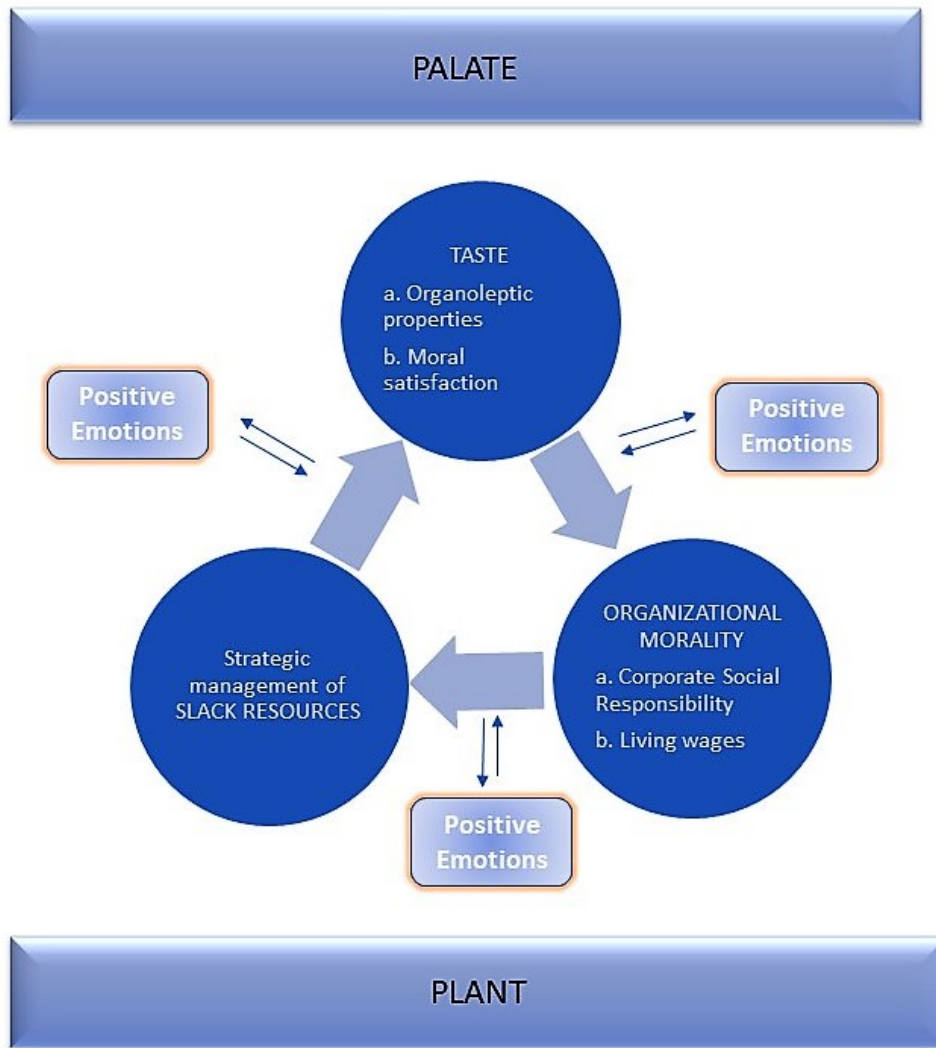 PALATE
TASTE
a. Organoleptic
properties
b. Moral
satisfaction
Positive
Emotions
Positive
Emotions
ORGANIZATIONAL
MORALITY
a. Corporate Social
Responsibility
b. Living wages
Strategic
management of
SLACK RESOURCES
Positive
Emotions
PLANT